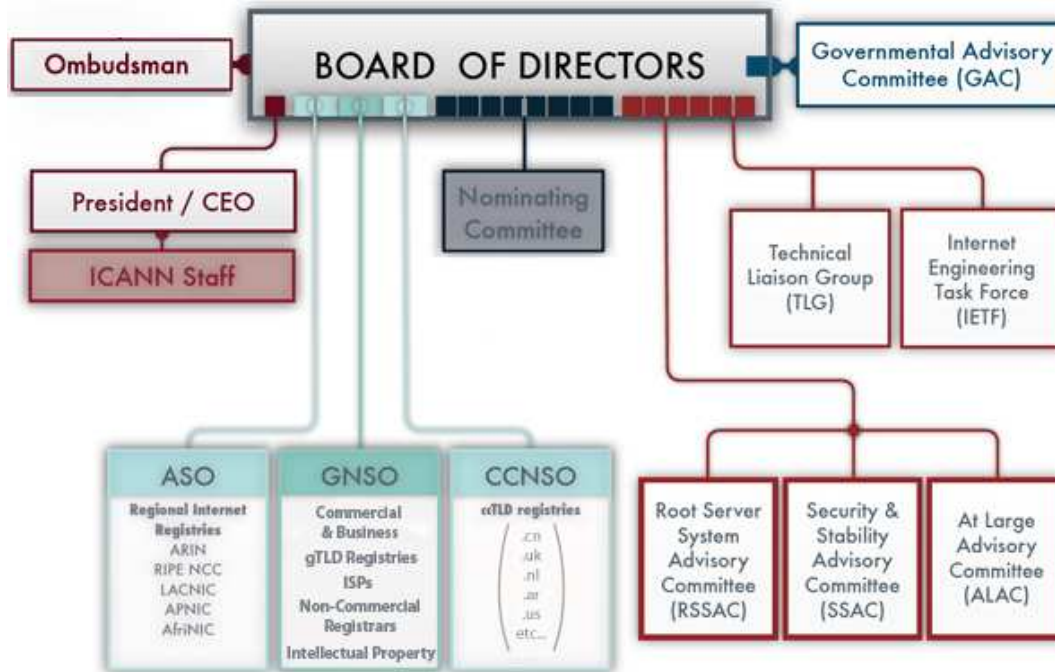 Ombudsman
BOARD OF DIRECTORS
Governmental Advisory
Committee (GAC)
President / CEO
ICANN Staff
Nominating
Committee
Technical
Liaison Group
(TLG)
Internet
Engineering
Task Force
(IETF)
ASO
Regional Internet
Registries
ARIN
RIPE NCC
LACNIC
APNIC
AfriNIC
GNSO
Commercial
& Business
gTLD Registries
ISPs
Non-Commercial
Registrars
Intellectual Property
CCNSO
ccTLD registries
.cn
.uk
.nl
.ar
.us
etc..
Root Server
System
Advisory
Committee
(RSSAC)
Security &
Stability
Advisory
Committee
(SSAC)
At Large
Advisory
Committee
(ALAC)